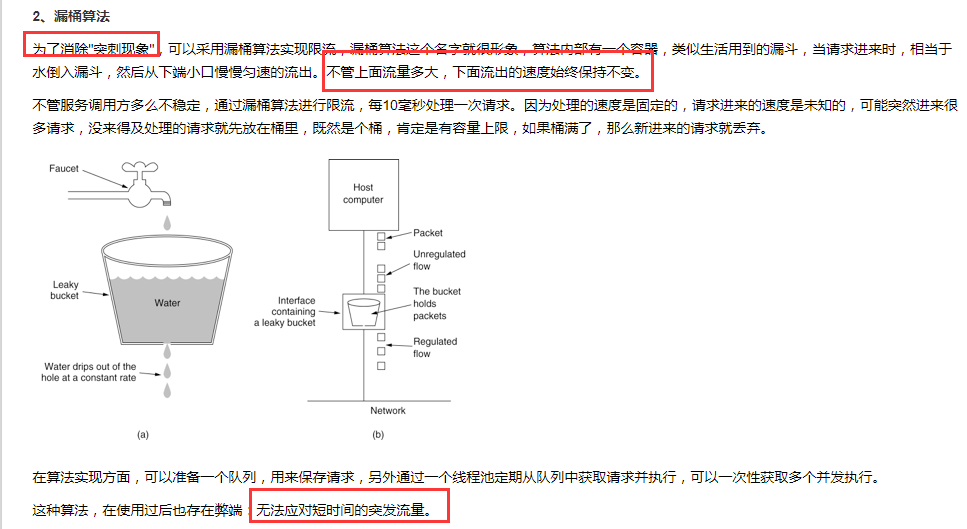 2、漏桶算法
为了消除"突刺现象"，可以采用漏桶算法实现限流，漏桶算法这个名字就很形象，算法内部有一个容器，类似生活用到的漏斗，当请求进来时，相当于
水倒入漏斗，然后从下端小口慢慢匀速的流出。不管上面流量多大，下面流出的速度始终保持不变。
不管服务调用方多么不稳定，通过漏桶算法进行限流，每10毫秒处理一次请求。因为处理的速度是固定的，请求进来的速度是未知的，可能突然进来很
多请求，没来得及处理的请求就先放在桶里，既然是个桶，肯定是有容量上限，如果桶满了，那么新进来的请求就丢弃。
Faucet
Leaky
bucket
Water
Water drips out of the
hole at a constant rate
(a)
Host
computer
Packet
Unregulated
flow
Interface
containing
a leaky bucket
The bucket
holds
packets
Regulated
flow
Network
(b)
在算法实现方面，可以准备一个队列，用来保存请求，另外通过一个线程池定期从队列中获取请求并执行，可以一次性获取多个并发执行。
这种算法，在使用过后也存在弊端：无法应对短时间的突发流量。